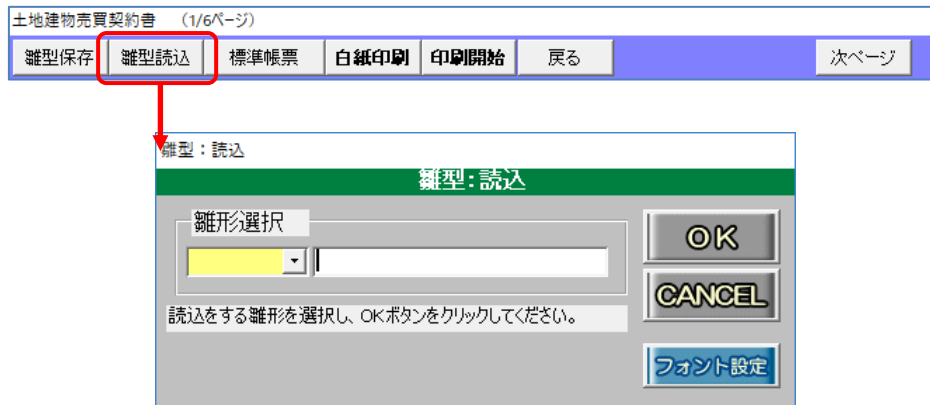 土地建物売買契約書 (1/6ページ)
雛型保存 雛型読込 標準帳票 白紙印刷 印刷開始 戻る 次ページ
雛型：読込
雛型：読込
雛形選択
OK
CANCEL
読込をする雛形を選択し、OKボタンをクリックしてください。
フォント設定